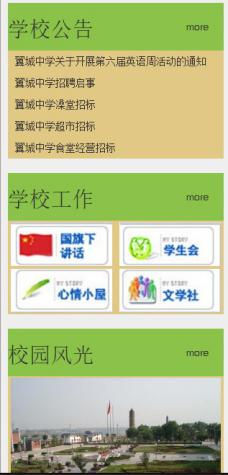 学校公告 more
翼城中学关于开展第六届英语周活动的通知
翼城中学招聘启事
翼城中学澡堂招标
翼城中学超市招标
翼城中学食堂经营招标
学校工作 more
国旗下
讲话
MY STORY
学生会
MY STORY
心情小屋
MY STORY
文学社
校园风光 more